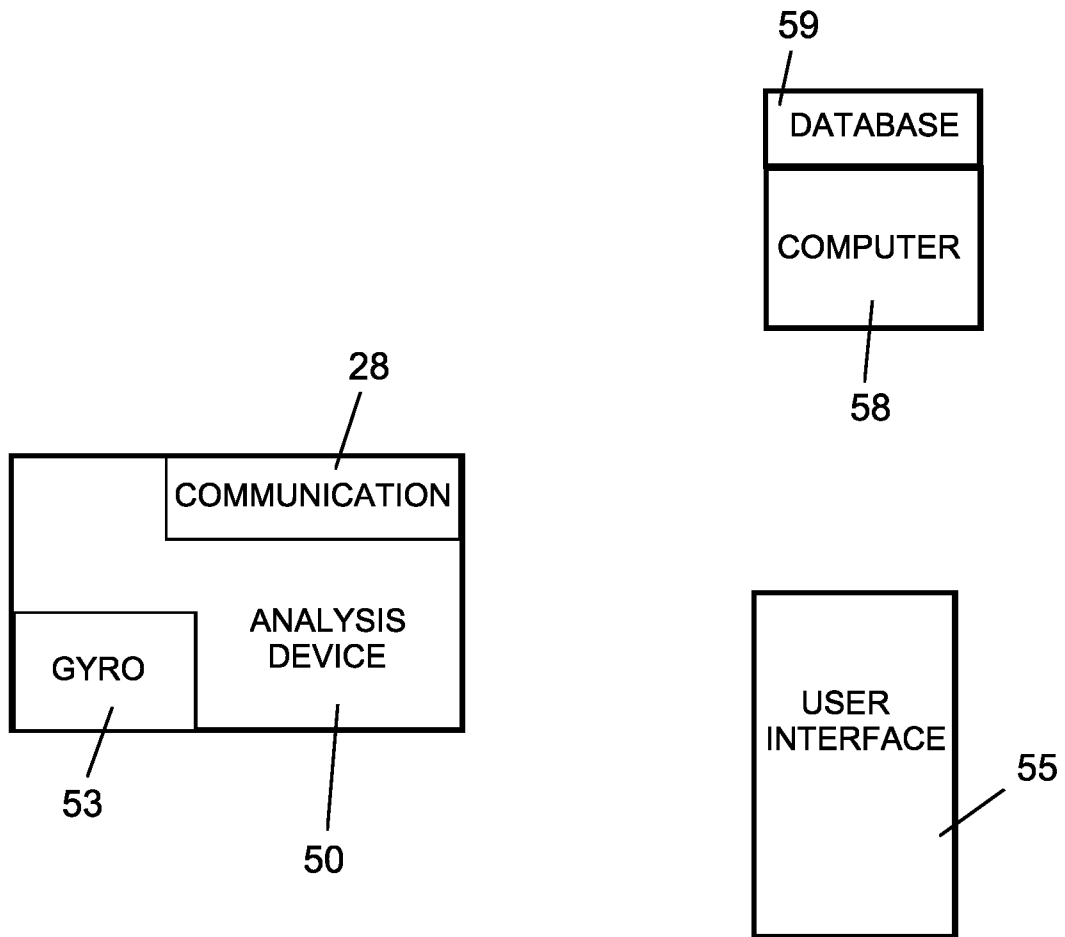 59
DATABASE
COMPUTER
58
28
COMMUNICATION
ANALYSIS
DEVICE
GYRO
53
50
USER
INTERFACE
55